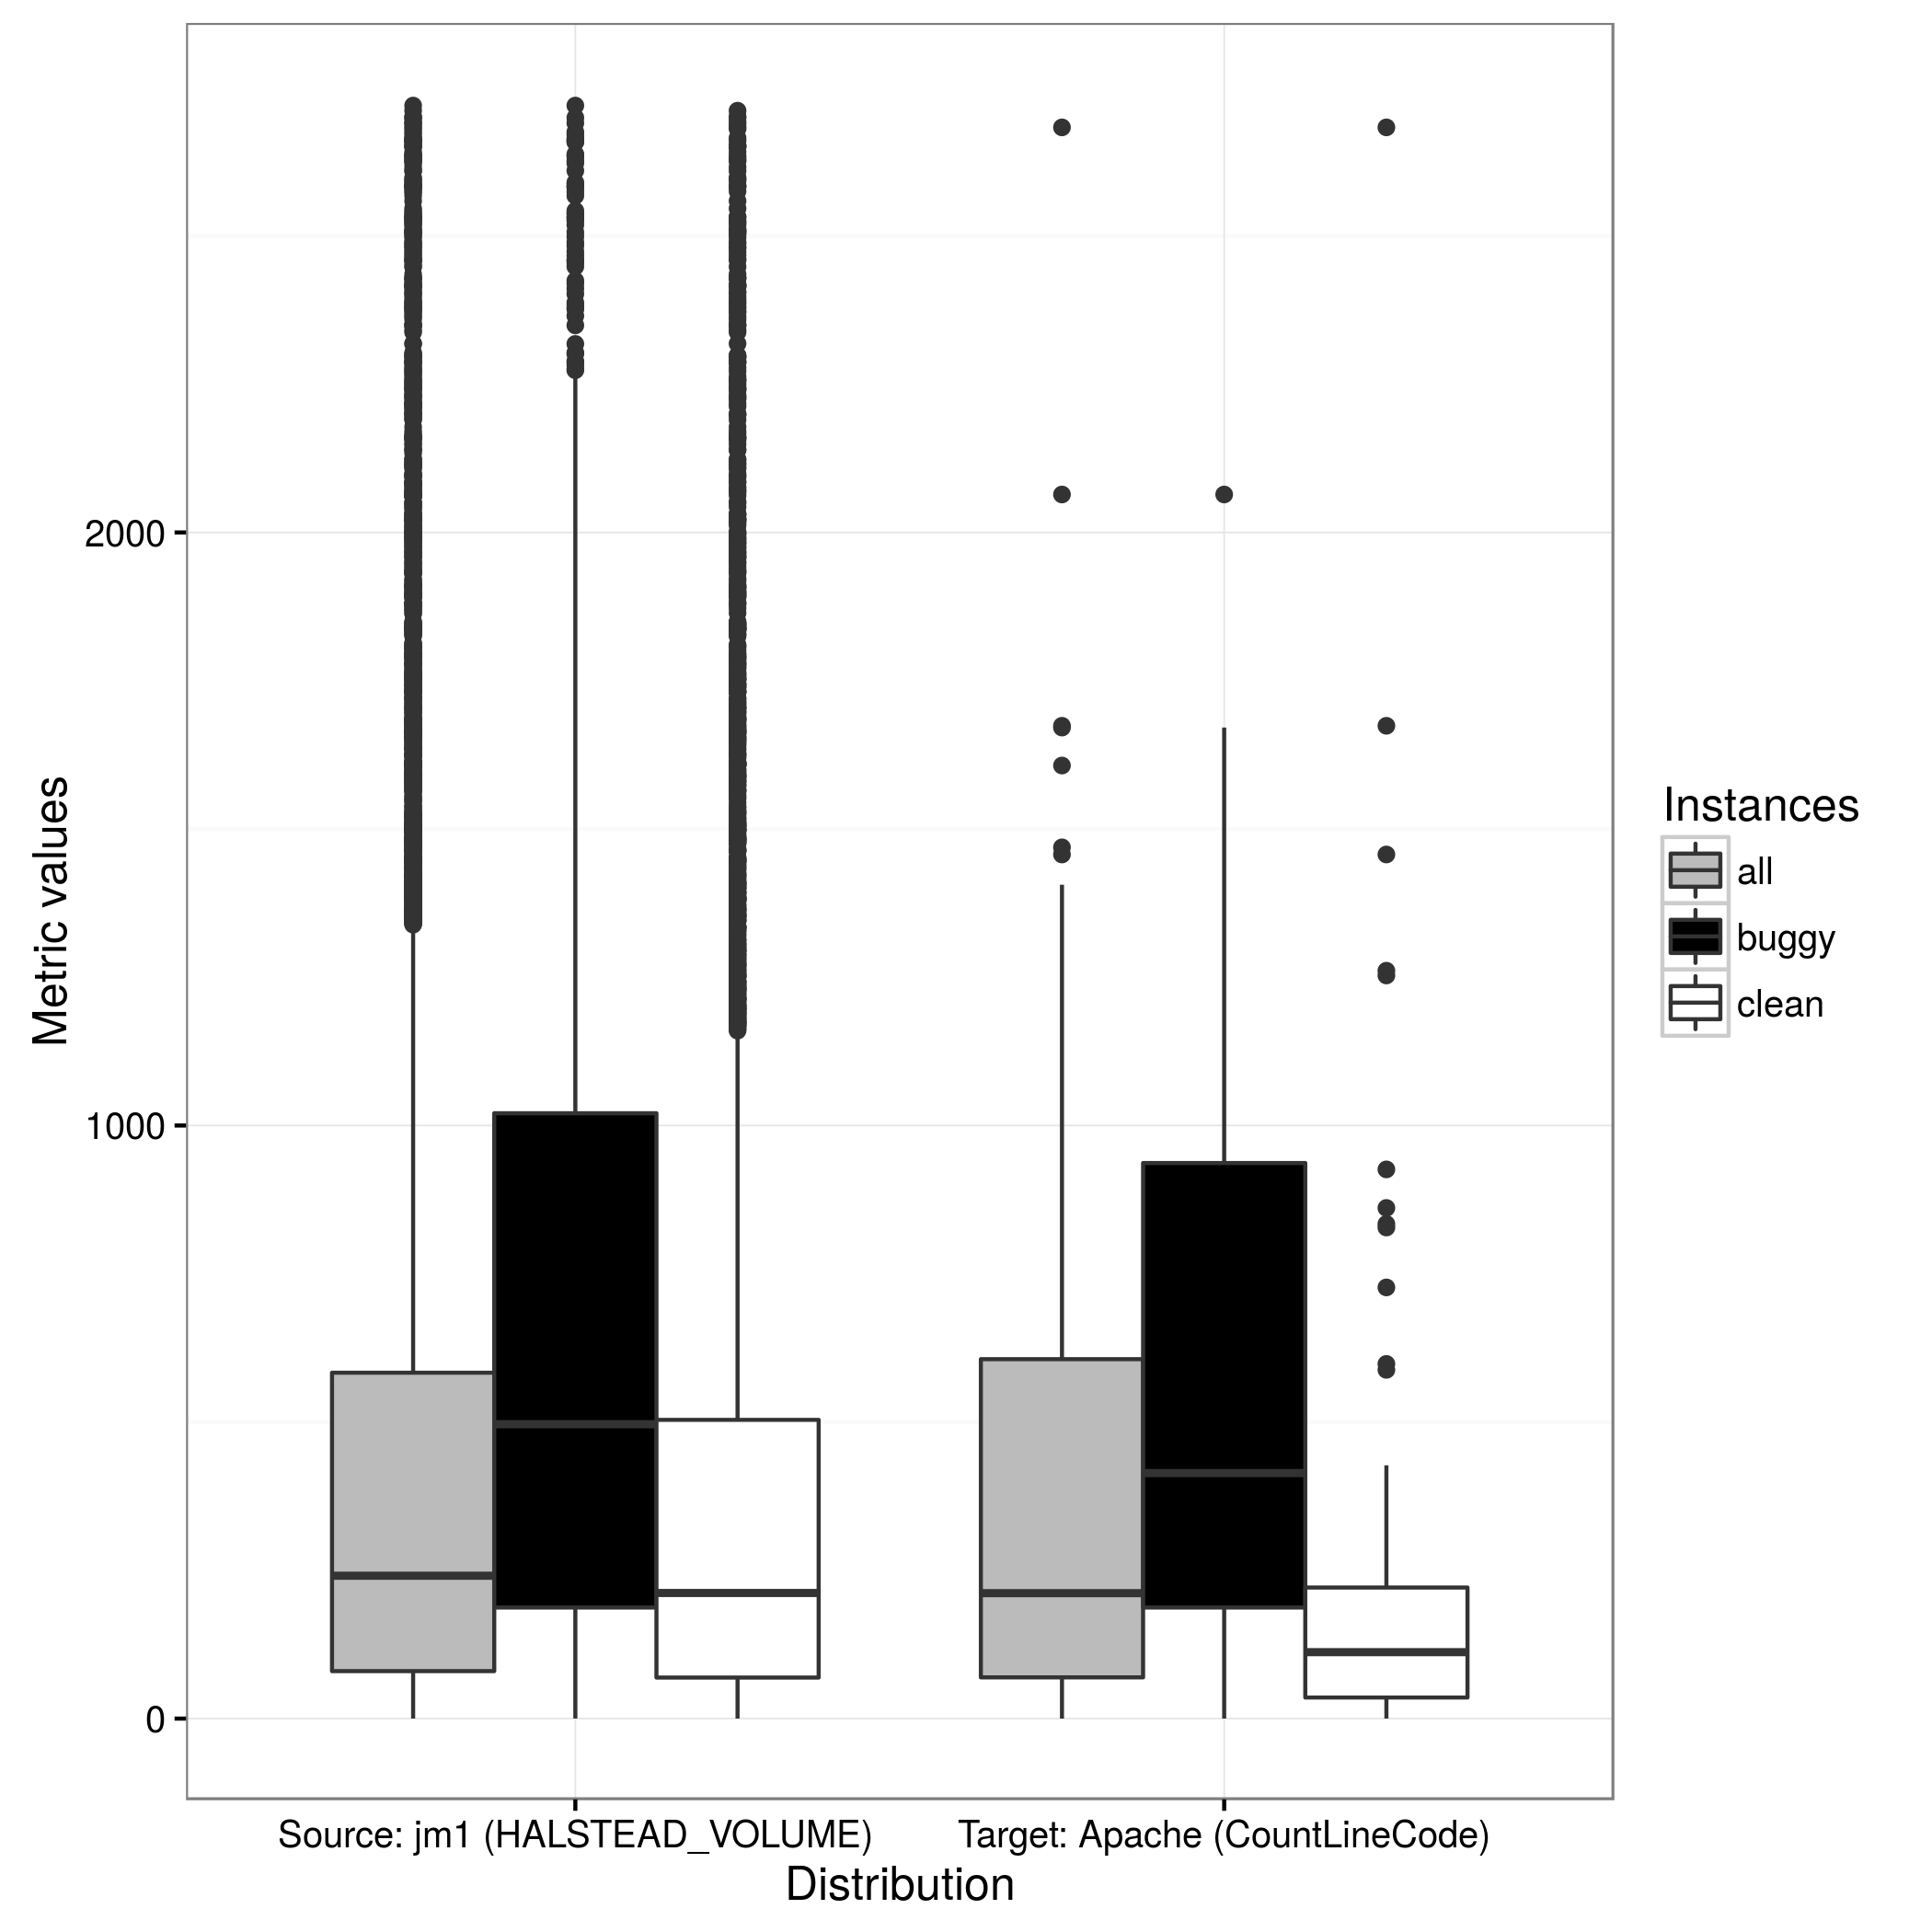 Metric values
2000
1000
0
Source: jm1 (HALSTEAD_VOLUME)
Target: Apache (CountLineCode)
Distribution
Instances
all
buggy
clean